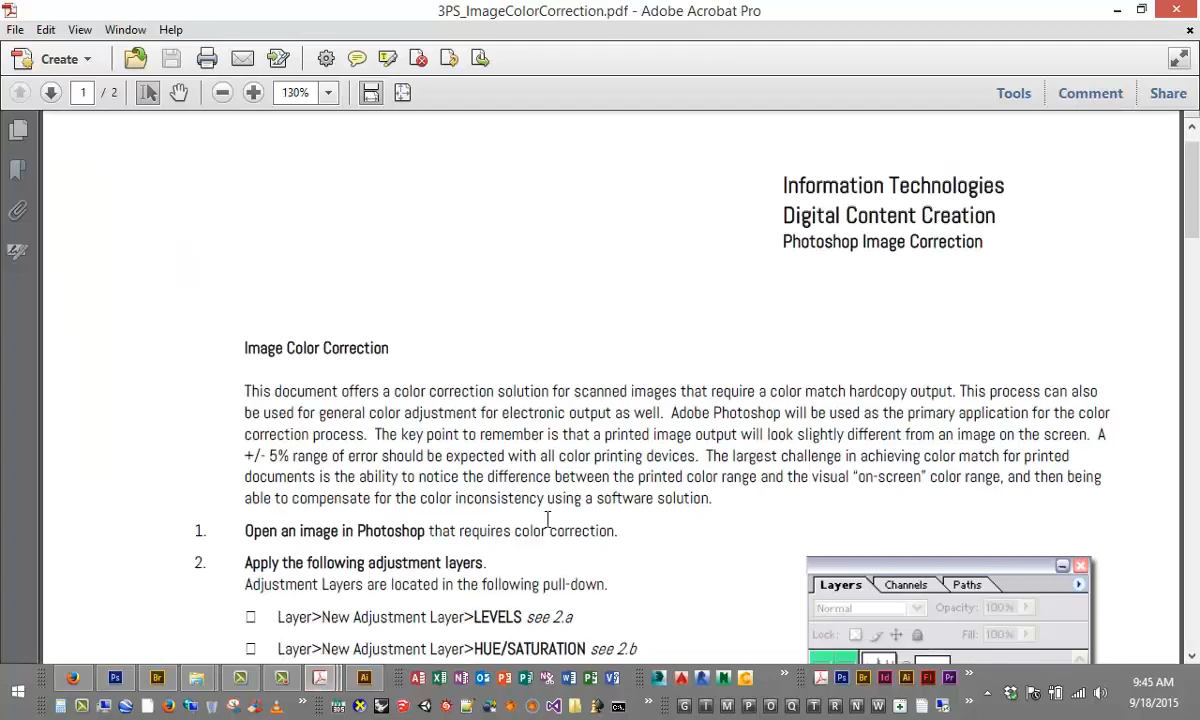 3PS_ImageColorCorrection.pdf - Adobe Acrobat Pro
File Edit View Window Help
Create
1 / 2 130% Tools Comment Share
Information Technologies
Digital Content Creation
Photoshop Image Correction
Image Color Correction
This document offers a color correction solution for scanned images that require a color match hardcopy output. This process can also
be used for general color adjustment for electronic output as well. Adobe Photoshop will be used as the primary application for the color
correction process. The key point to remember is that a printed image output will look slightly different from an image on the screen. A
+/- 5% range of error should be expected with all color printing devices. The largest challenge in achieving color match for printed
documents is the ability to notice the difference between the printed color range and the visual “on-screen” color range, and then being
able to compensate for the color inconsistency using a software solution.
1. Open an image in Photoshop that requires color correction.
2. Apply the following adjustment layers.
Adjustment Layers are located in the following pull-down.
Layer>New Adjustment Layer>LEVELS see 2.a
Layer>New Adjustment Layer>HUE/SATURATION see 2.b
Layers Channels Paths
Normal Opacity: 100%
Lock: Fill: 100%
9:45 AM
9/18/2015